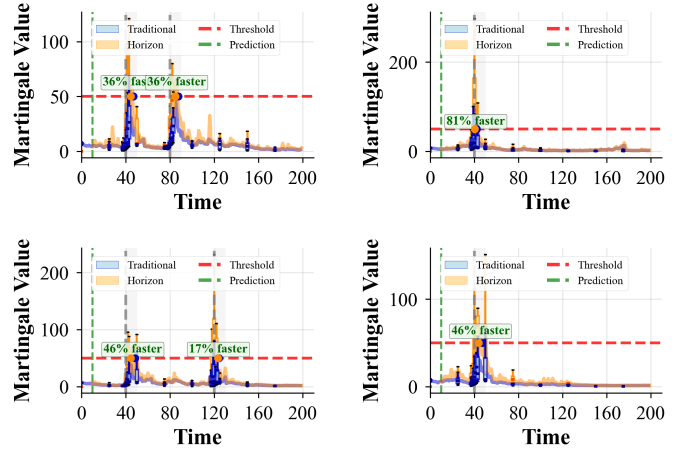 Martingale Value
100
50
0
Traditional
Horizon
Threshold
Prediction
36% faster
36% faster
0 40 80 120 160 200
Time
Martingale Value
200
0
Traditional
Horizon
Threshold
Prediction
81% faster
0 40 80 120 160 200
Time
Martingale Value
200
100
0
Traditional
Horizon
Threshold
Prediction
46% faster
17% faster
0 40 80 120 160 200
Time
Martingale Value
100
0
Traditional
Horizon
Threshold
Prediction
46% faster
0 40 80 120 160 200
Time